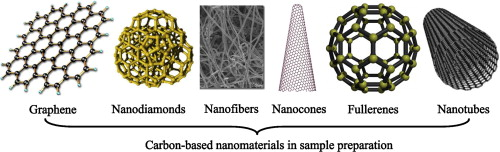 Graphene Nanodiamonds Nanofibers Nanocones Fullerenes Nanotubes
Carbon-based nanomaterials in sample preparation